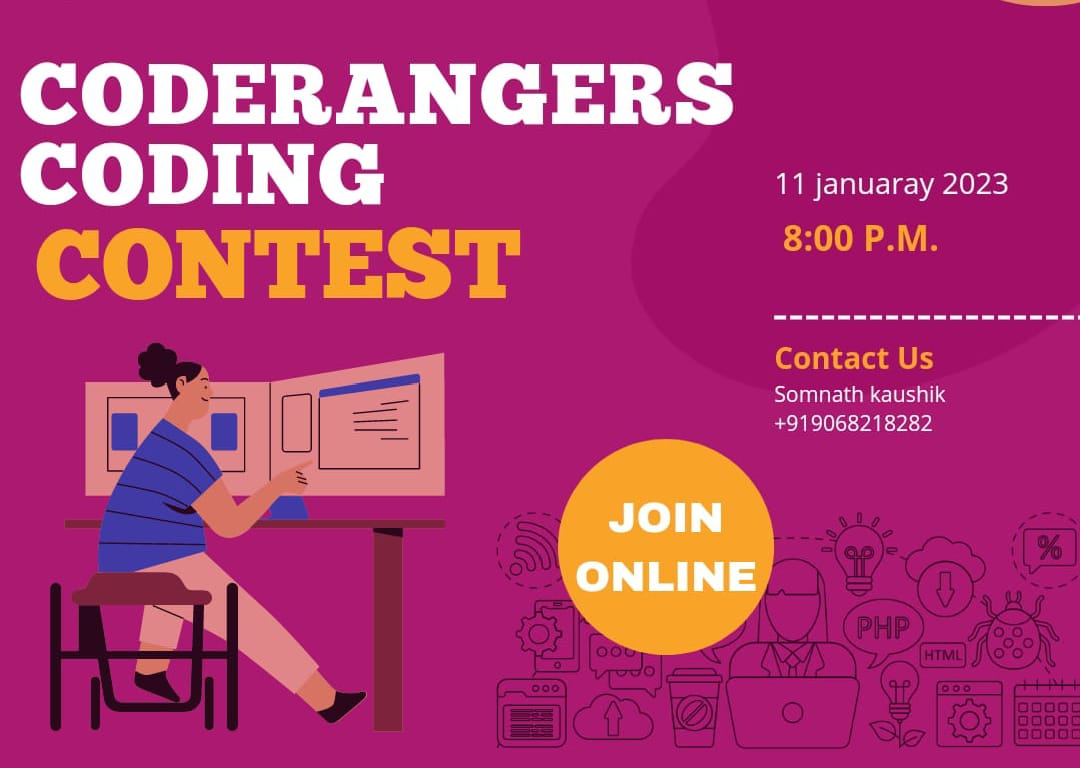 CODERANGERS
CODING
CONTEST
11 januaray 2023
8:00 P.M.
Contact Us
Somnath kaushik
+919068218282
JOIN
ONLINE
%
PHP
HTML